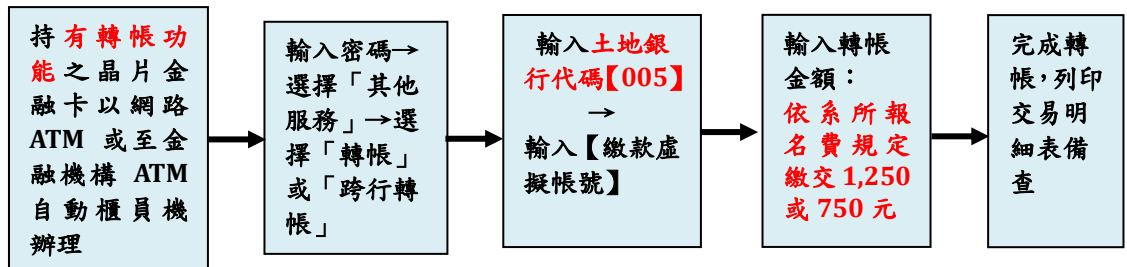 持有轉帳功
能之晶片金
融卡以網路
ATM 或至金
融機構 ATM
自動櫃員機
辦理
輸入密碼→
選擇「其他
服務」→選
擇「轉帳」
或「跨行轉
帳」
輸入土地銀
行代碼【005】
→
輸入【繳款虛
擬帳號】
輸入轉帳
金額：
依系所報
名費規定
繳交 1,250
或 750 元
完成轉
帳，列印
交易明
細表備
查